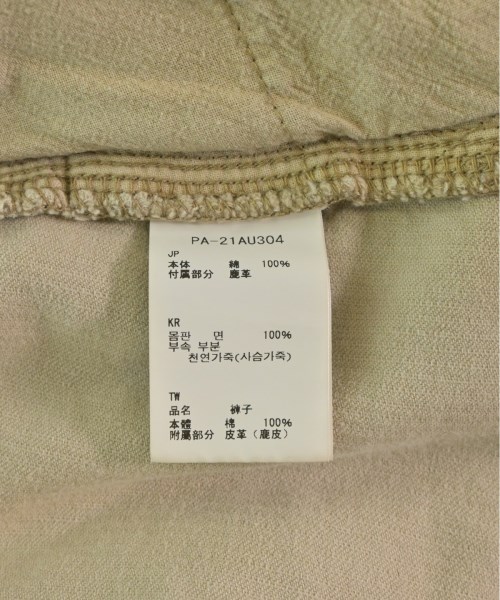 PA-21AU304
JP
本体 綿 100%
付属部分 鹿革
KR
몸판 면 100%
부속 부분
천연가죽(사슴가죽)
TW
品名 褲子
本體 棉 100%
附屬部分 皮革(鹿皮)